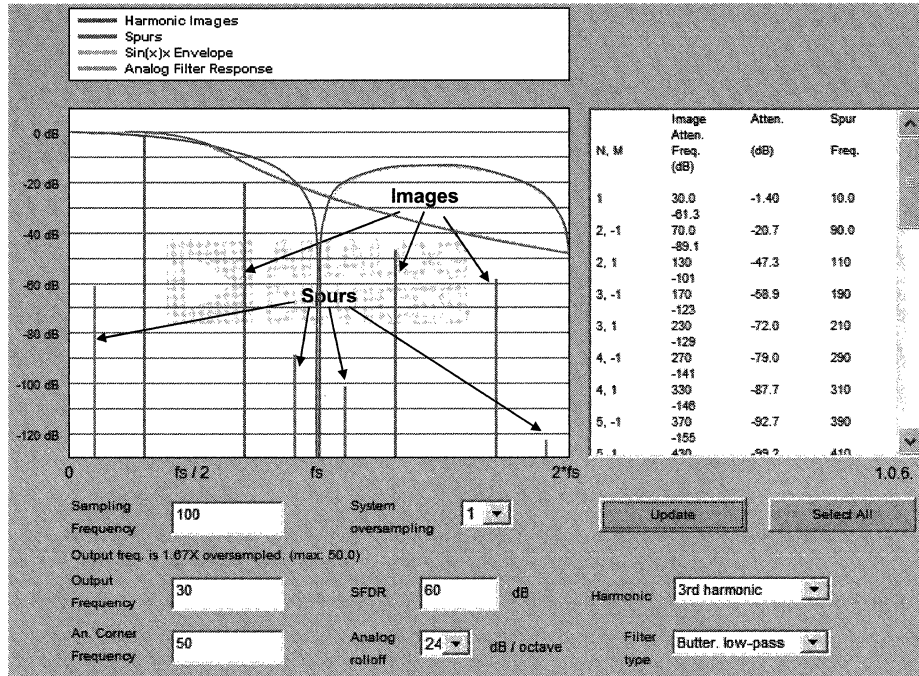 Harmonic Images
Spurs
Sin(x)x Envelope
Analog Filter Response
0 dB
-20 dB
-40 dB
-60 dB
-80 dB
-100 dB
-120 dB
Images
Spurs
0
fs / 2
fs
2*fs
Image Atten. Spur
Atten.
N, M Freq. (dB) Freq.
(dB)
1 30.0 -1.40 10.0
-61.3
2, -1 70.0 -20.7 90.0
-89.1
2, 1 130 -47.3 110
-101
3, -1 170 -58.9 190
-123
3, 1 230 -72.0 210
-129
4, -1 270 -79.0 290
-141
4, 1 330 -87.7 310
-146
5, -1 370 -92.7 390
-155
5, 1 430 -99.2 410
1.0.6.
Sampling
Frequency
100
System
oversampling
1
Update
Select All
Output freq. is 1.67X oversampled. (max: 50.0)
Output
Frequency
30
SFDR
60
dB
Harmonic
3rd harmonic
An. Corner
Frequency
50
Analog
rolloff
24
dB / octave
Filter
type
Butter. low-pass